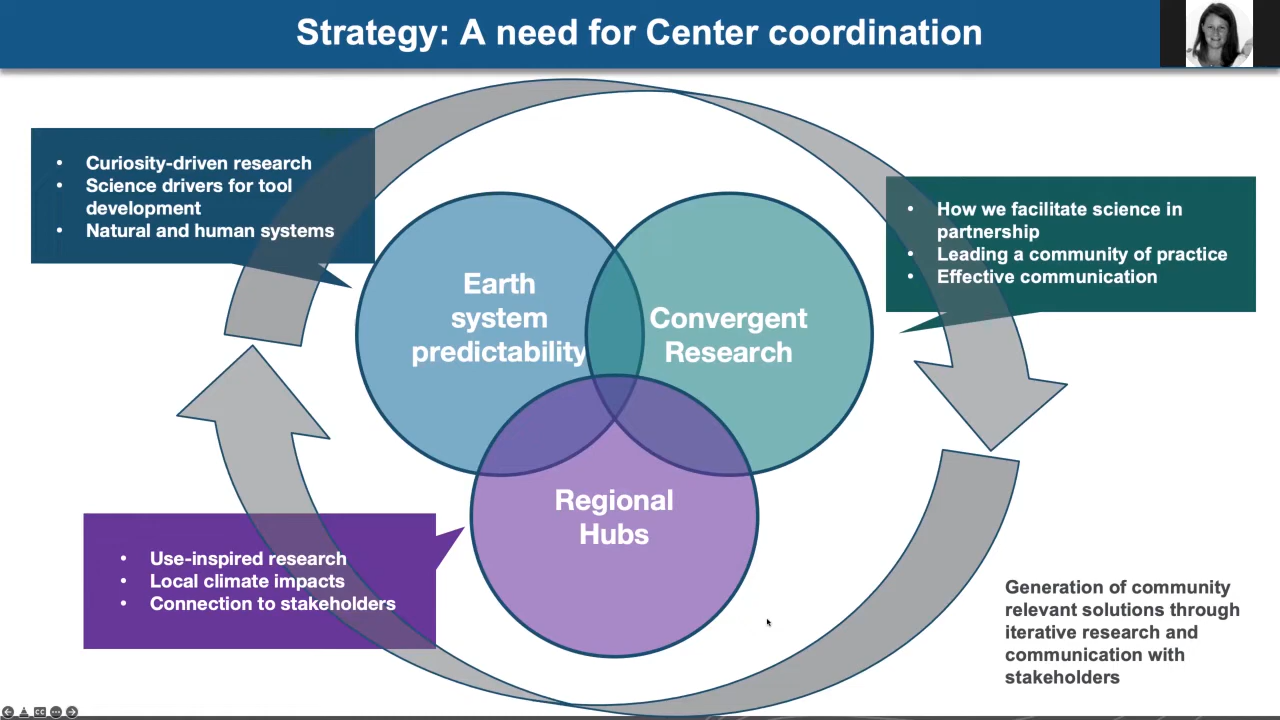 Strategy: A need for Center coordination
• Curiosity-driven research
• Science drivers for tool
development
• Natural and human systems
• How we facilitate science in
partnership
• Leading a community of practice
• Effective communication
Earth
system
predictability
Convergent
Research
Regional
Hubs
• Use-inspired research
• Local climate impacts
• Connection to stakeholders
Generation of community
relevant solutions through
iterative research and
communication with
stakeholders
CC